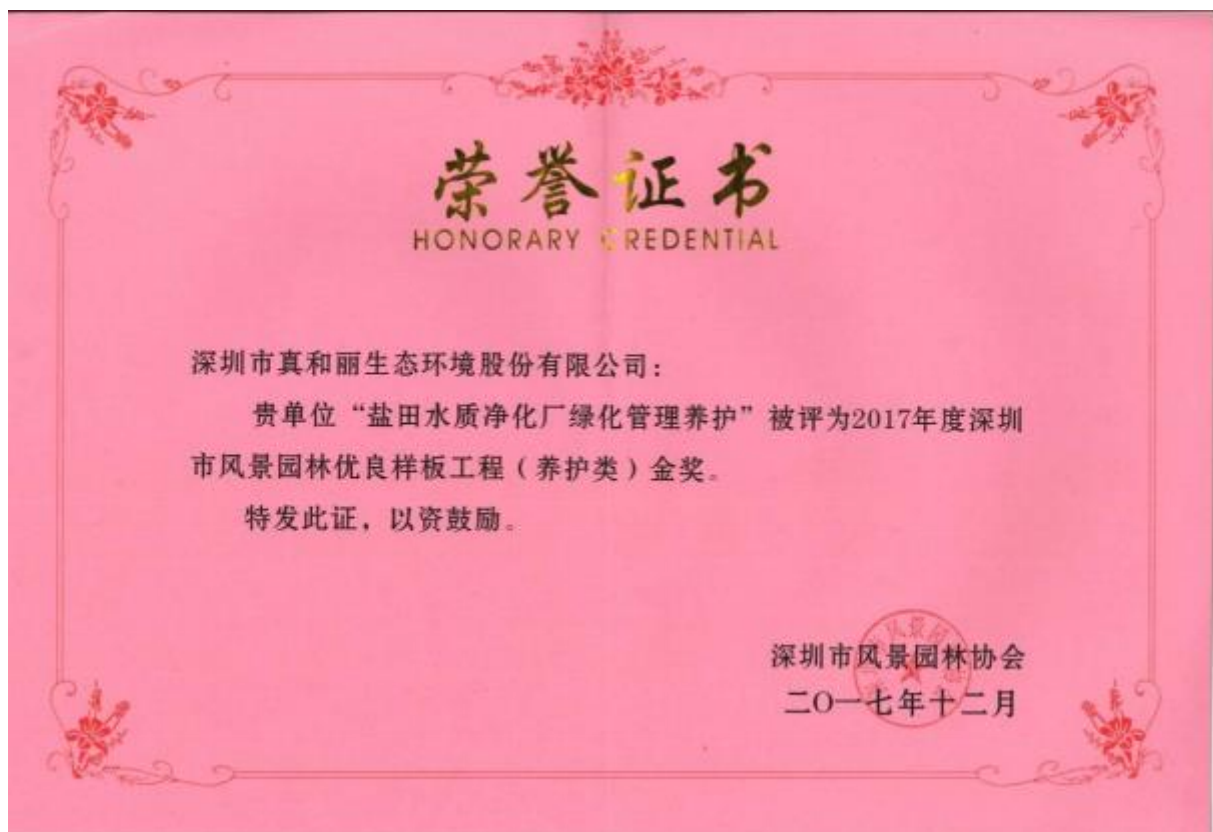 荣誉证书
HONORARY CREDENTIAL
深圳市真和丽生态环境股份有限公司：
贵单位“盐田水质净化厂绿化管理养护”被评为2017年度深圳
市风景园林优良样板工程（养护类）金奖。
特发此证，以资鼓励。
深圳市风景园林协会
二〇一七年十二月